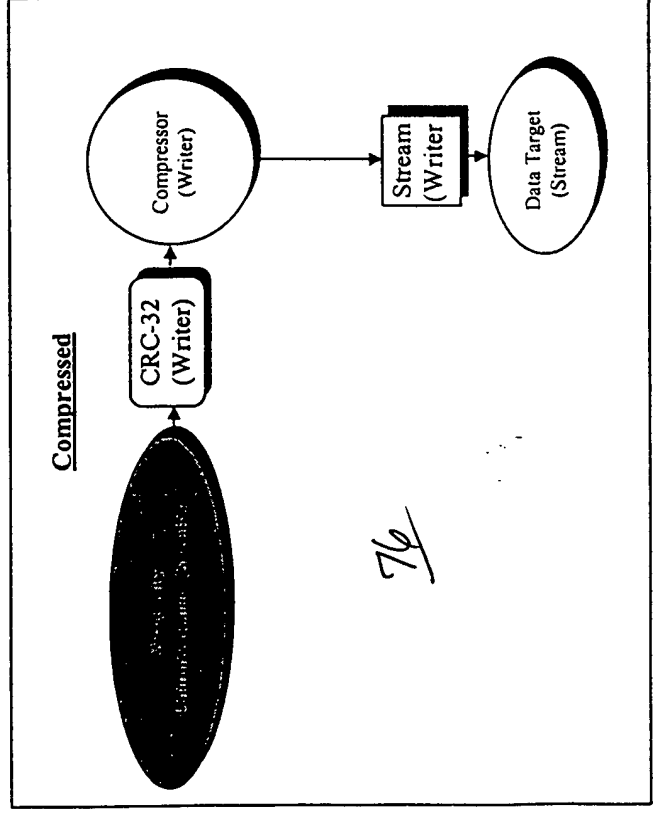 Compressed
CRC-32
(Writer)
Compressor
(Writer)
Stream
(Writer
Data Target
(Stream)
76